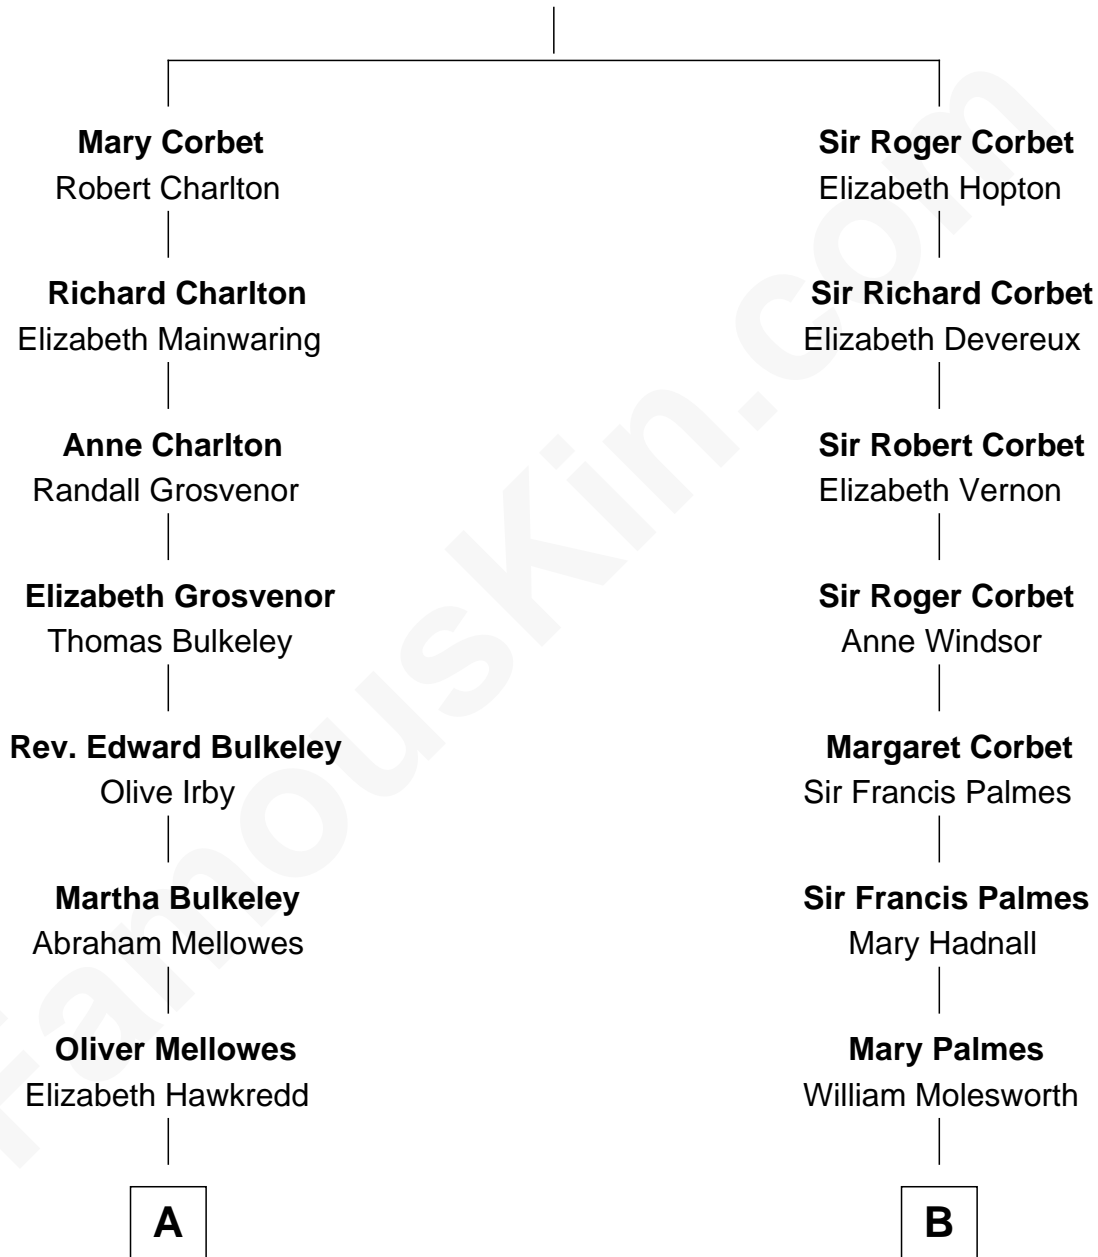 Mary Corbet
Robert Charlton
Richard Charlton
Elizabeth Mainwaring
Anne Charlton
Randall Grosvenor
Elizabeth Grosvenor
Thomas Bulkeley
Rev. Edward Bulkeley
Olive Irby
Martha Bulkeley
Abraham Mellowes
Oliver Mellowes
Elizabeth Hawkredd
A
Sir Roger Corbet
Elizabeth Hopton
Sir Richard Corbet
Elizabeth Devereux
Sir Robert Corbet
Elizabeth Vernon
Sir Roger Corbet
Anne Windsor
Margaret Corbet
Sir Francis Palmes
Sir Francis Palmes
Mary Hadnall
Mary Palmes
William Molesworth
B
FamousKin.com